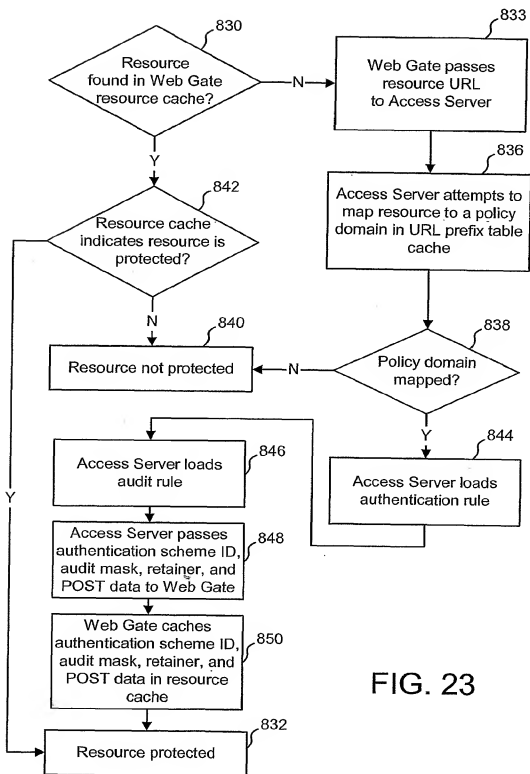 830
Resource
found in Web Gate
resource cache?
N
833
Web Gate passes
resource URL
to Access Server
Y
836
Access Server attempts to
map resource to a policy
domain in URL prefix table
cache
842
Resource cache
indicates resource is
protected?
N
840
Resource not protected
838
Policy domain
mapped?
N
Y
844
Access Server loads
authentication rule
846
Access Server loads
audit rule
Y
Access Server passes
authentication scheme ID,
audit mask, retainer, and
POST data to Web Gate
848
Web Gate caches
authentication scheme ID,
audit mask, retainer, and
POST data in resource
cache
850
832
Resource protected
FIG. 23